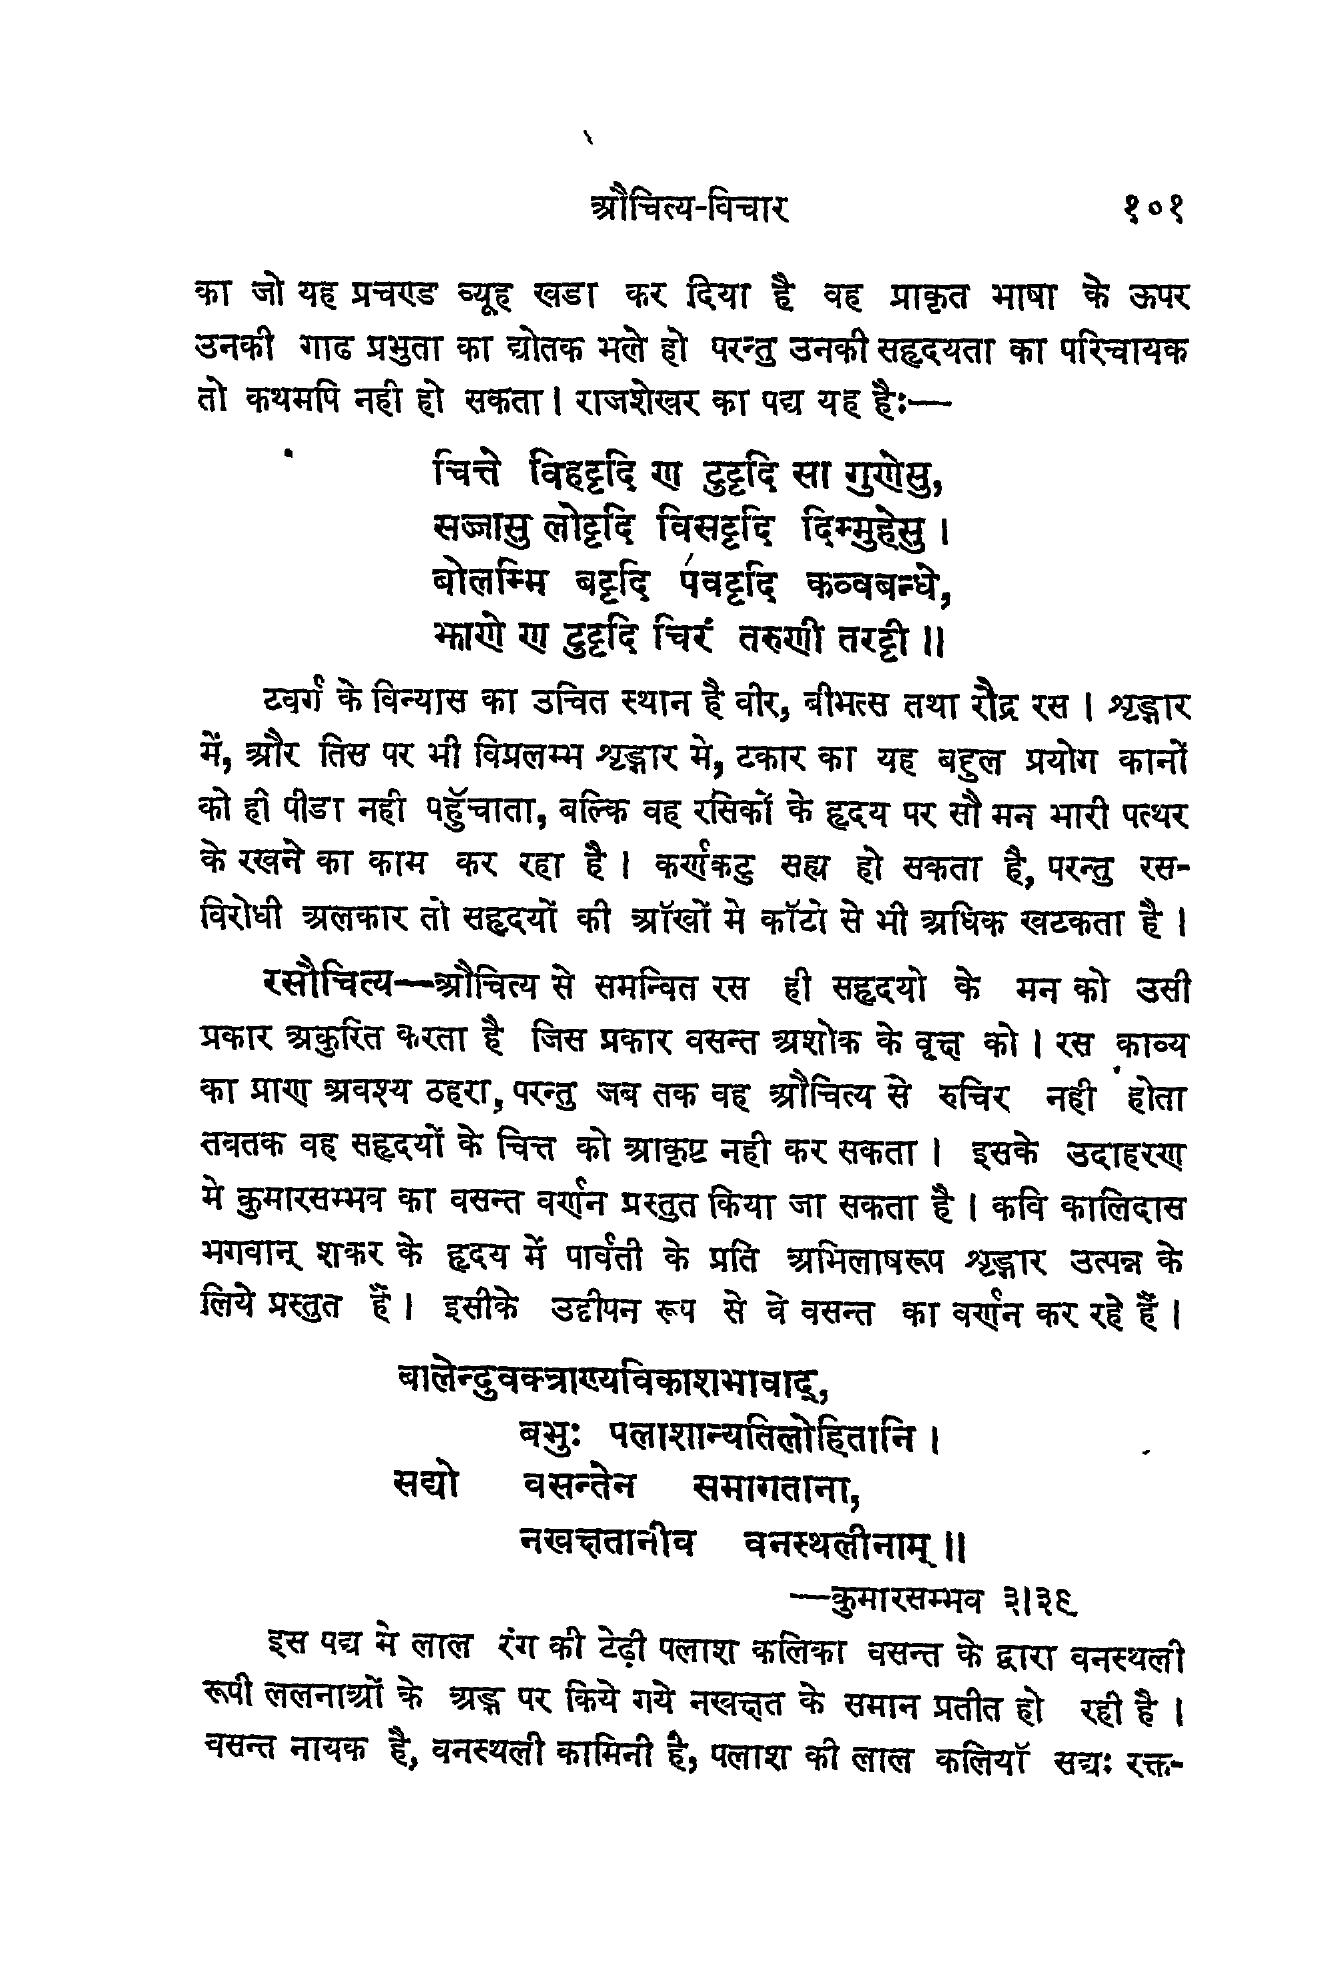 औचित्य-विचार १०१
का जो यह प्रचण्ड व्यूह खडा कर दिया है वह प्राकृत भाषा के ऊपर
उनकी गाढ प्रभुता का द्योतक भले हो परन्तु उनकी सहृदयता का परिचायक
तो कथमपि नही हो सकता। राजशेखर का पद्य यह हैः—
चित्ते विहट्टदि ण टुट्टदि सा गुणेसु,
सज्जासु लोट्टदि विसट्टदि दिम्मुहेसु।
बोलम्मि बट्टदि पवट्टदि कव्वबन्धे,
झाणे ण टुट्टदि चिरं तरुणी तरट्टी॥
टवर्ग के विन्यास का उचित स्थान है वीर, बीभत्स तथा रौद्र रस। शृङ्गार
में, और तिस पर भी विप्रलम्भ शृङ्गार मे, टकार का यह बहुल प्रयोग कानों
को ही पीडा नही पहुॅचाता, बल्कि वह रसिकों के हृदय पर सौ मन भारी पत्थर
के रखने का काम कर रहा है। कर्णकटु सह्य हो सकता है, परन्तु रस-
विरोधी अलकार तो सहृदयों की ऑखों मे कॉटो से भी अधिक खटकता है।
रसौचित्य—औचित्य से समन्वित रस ही सहृदयो के मन को उसी
प्रकार अकुरित करता है जिस प्रकार वसन्त अशोक के वृक्ष को। रस काव्य
का प्राण अवश्य ठहरा, परन्तु जब तक वह औचित्य से रुचिर नही होता
तबतक वह सहृदयों के चित्त को आकृष्ट नही कर सकता। इसके उदाहरण
मे कुमारसम्भव का वसन्त वर्णन प्रस्तुत किया जा सकता है। कवि कालिदास
भगवान् शकर के हृदय में पार्वती के प्रति अभिलाषरूप शृङ्गार उत्पन्न के
लिये प्रस्तुत हैं। इसीके उद्दीपन रूप से वे वसन्त का वर्णन कर रहे हैं।
बालेन्दुवक्त्राण्यविकाशभावाद्,
बभुः पलाशान्यतिलोहितानि।
सद्यो वसन्तेन समागताना,
नखक्षतानीव वनस्थलीनाम्॥
—कुमारसम्भव ३।३९
इस पद्य मे लाल रंग की टेढ़ी पलाश कलिका वसन्त के द्वारा वनस्थली
रूपी ललनाओं के अङ्ग पर किये गये नखक्षत के समान प्रतीत हो रही है।
वसन्त नायक है, वनस्थली कामिनी है, पलाश की लाल कलियॉ सद्यः रक्त-